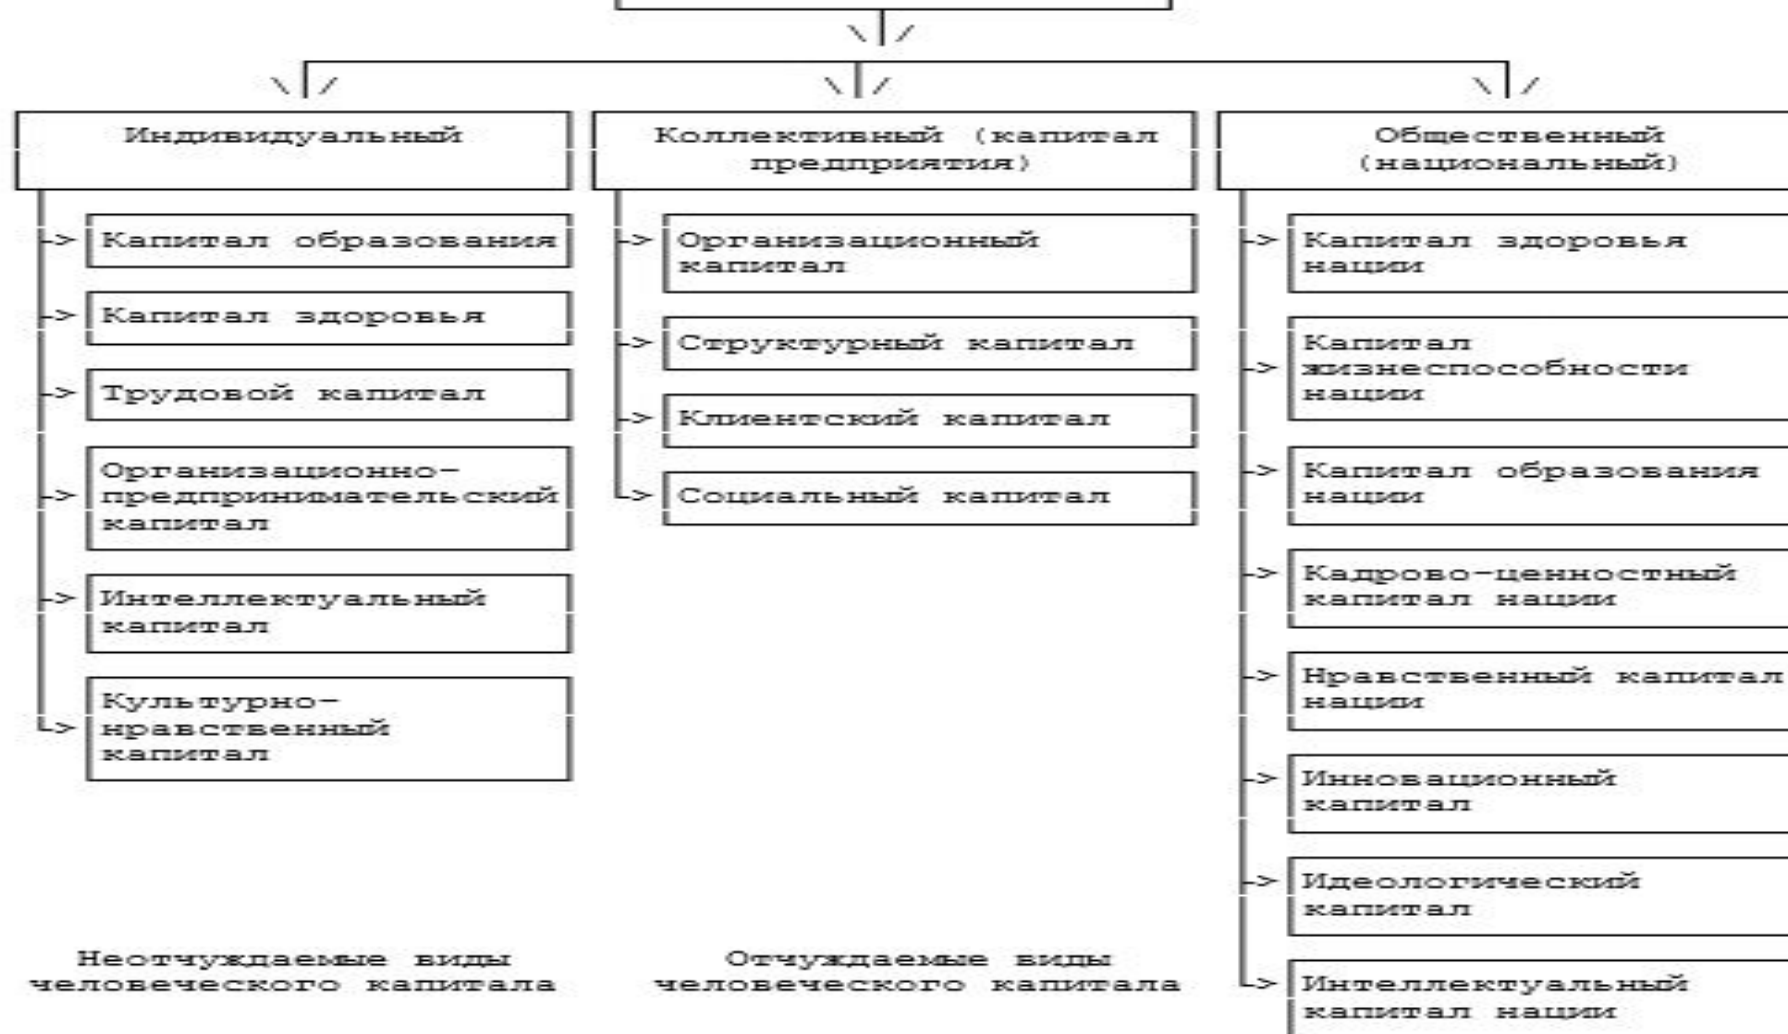 Индивидуальный
Капитал образования
Капитал здоровья
Трудовой капитал
Организационно-
предпринимательский
капитал
Интеллектуальный
капитал
Культурно-
нравственный
капитал
Неотчуждаемые виды
человеческого капитала
Коллективный (капитал
предприятия)
Организационный
капитал
Структурный капитал
Клиентский капитал
Социальный капитал
Отчуждаемые виды
человеческого капитала
Общественный
(национальный)
Капитал здоровья
нации
Капитал
жизнеспособности
нации
Капитал образования
нации
Кадрово-ценностный
капитал нации
Нравственный капитал
нации
Инновационный
капитал
Идеологический
капитал
Интеллектуальный
капитал нации